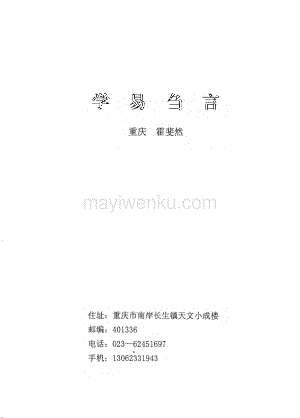 学 易 刍 言
重庆 霍斐然
mayiwenku.com
住址：重庆市南岸长生镇天文小成楼
邮编：401336
电话：023—62451697
手机：13062331943